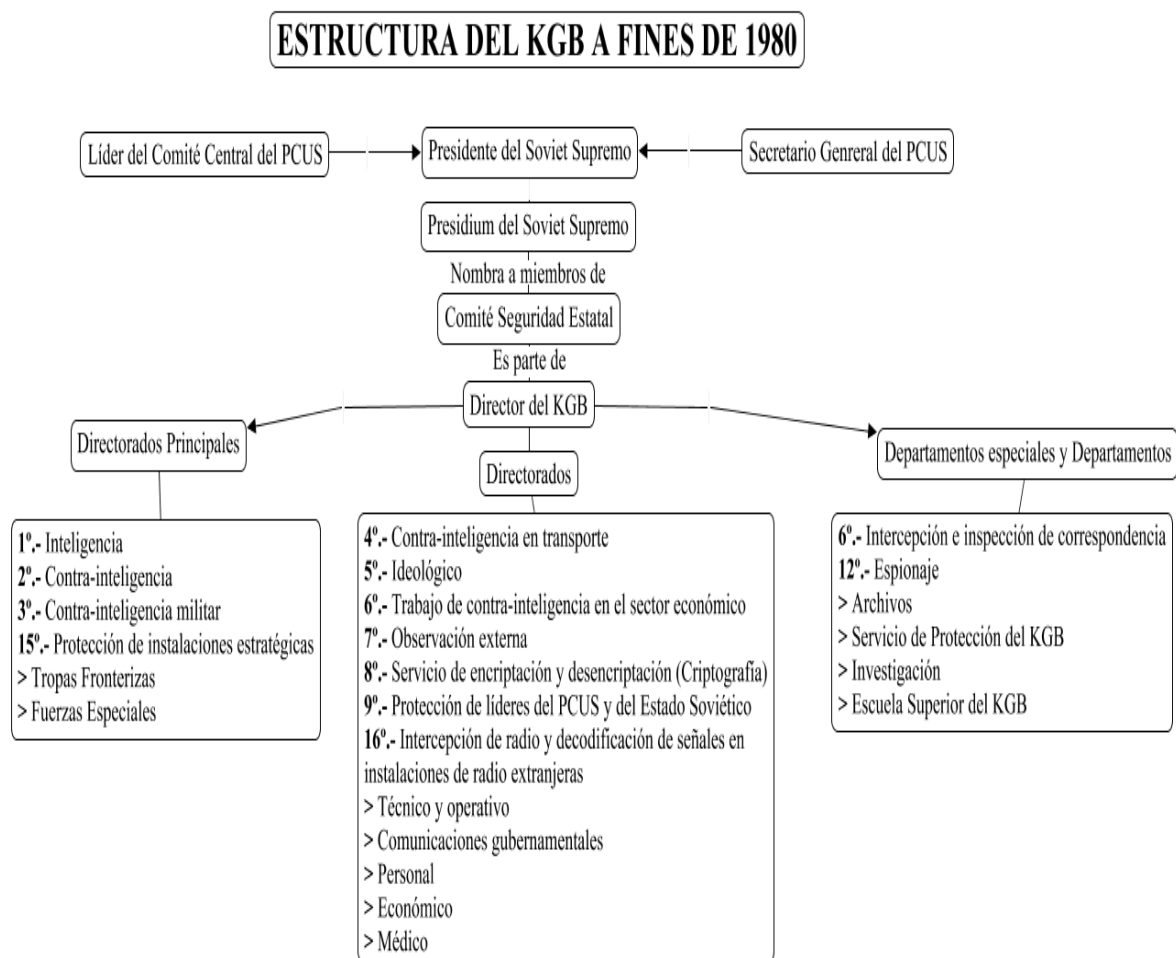 ESTRUCTURA DEL KGB A FINES DE 1980
Líder del Comité Central del PCUS
Presidente del Soviet Supremo
Secretario Genreral del PCUS
Presidium del Soviet Supremo
Nombra a miembros de
Comité Seguridad Estatal
Es parte de
Director del KGB
Directorados Principales
1º.- Inteligencia
2º.- Contra-inteligencia
3º.- Contra-inteligencia militar
15º.- Protección de instalaciones estratégicas
> Tropas Fronterizas
> Fuerzas Especiales
Directorados
4º.- Contra-inteligencia en transporte
5º.- Ideológico
6º.- Trabajo de contra-inteligencia en el sector económico
7º.- Observación externa
8º.- Servicio de encriptación y desencriptación (Criptografía)
9º.- Protección de líderes del PCUS y del Estado Soviético
16º.- Intercepción de radio y decodificación de señales en
instalaciones de radio extranjeras
> Técnico y operativo
> Comunicaciones gubernamentales
> Personal
> Económico
> Médico
Departamentos especiales y Departamentos
6º.- Intercepción e inspección de correspondencia
12º.- Espionaje
> Archivos
> Servicio de Protección del KGB
> Investigación
> Escuela Superior del KGB